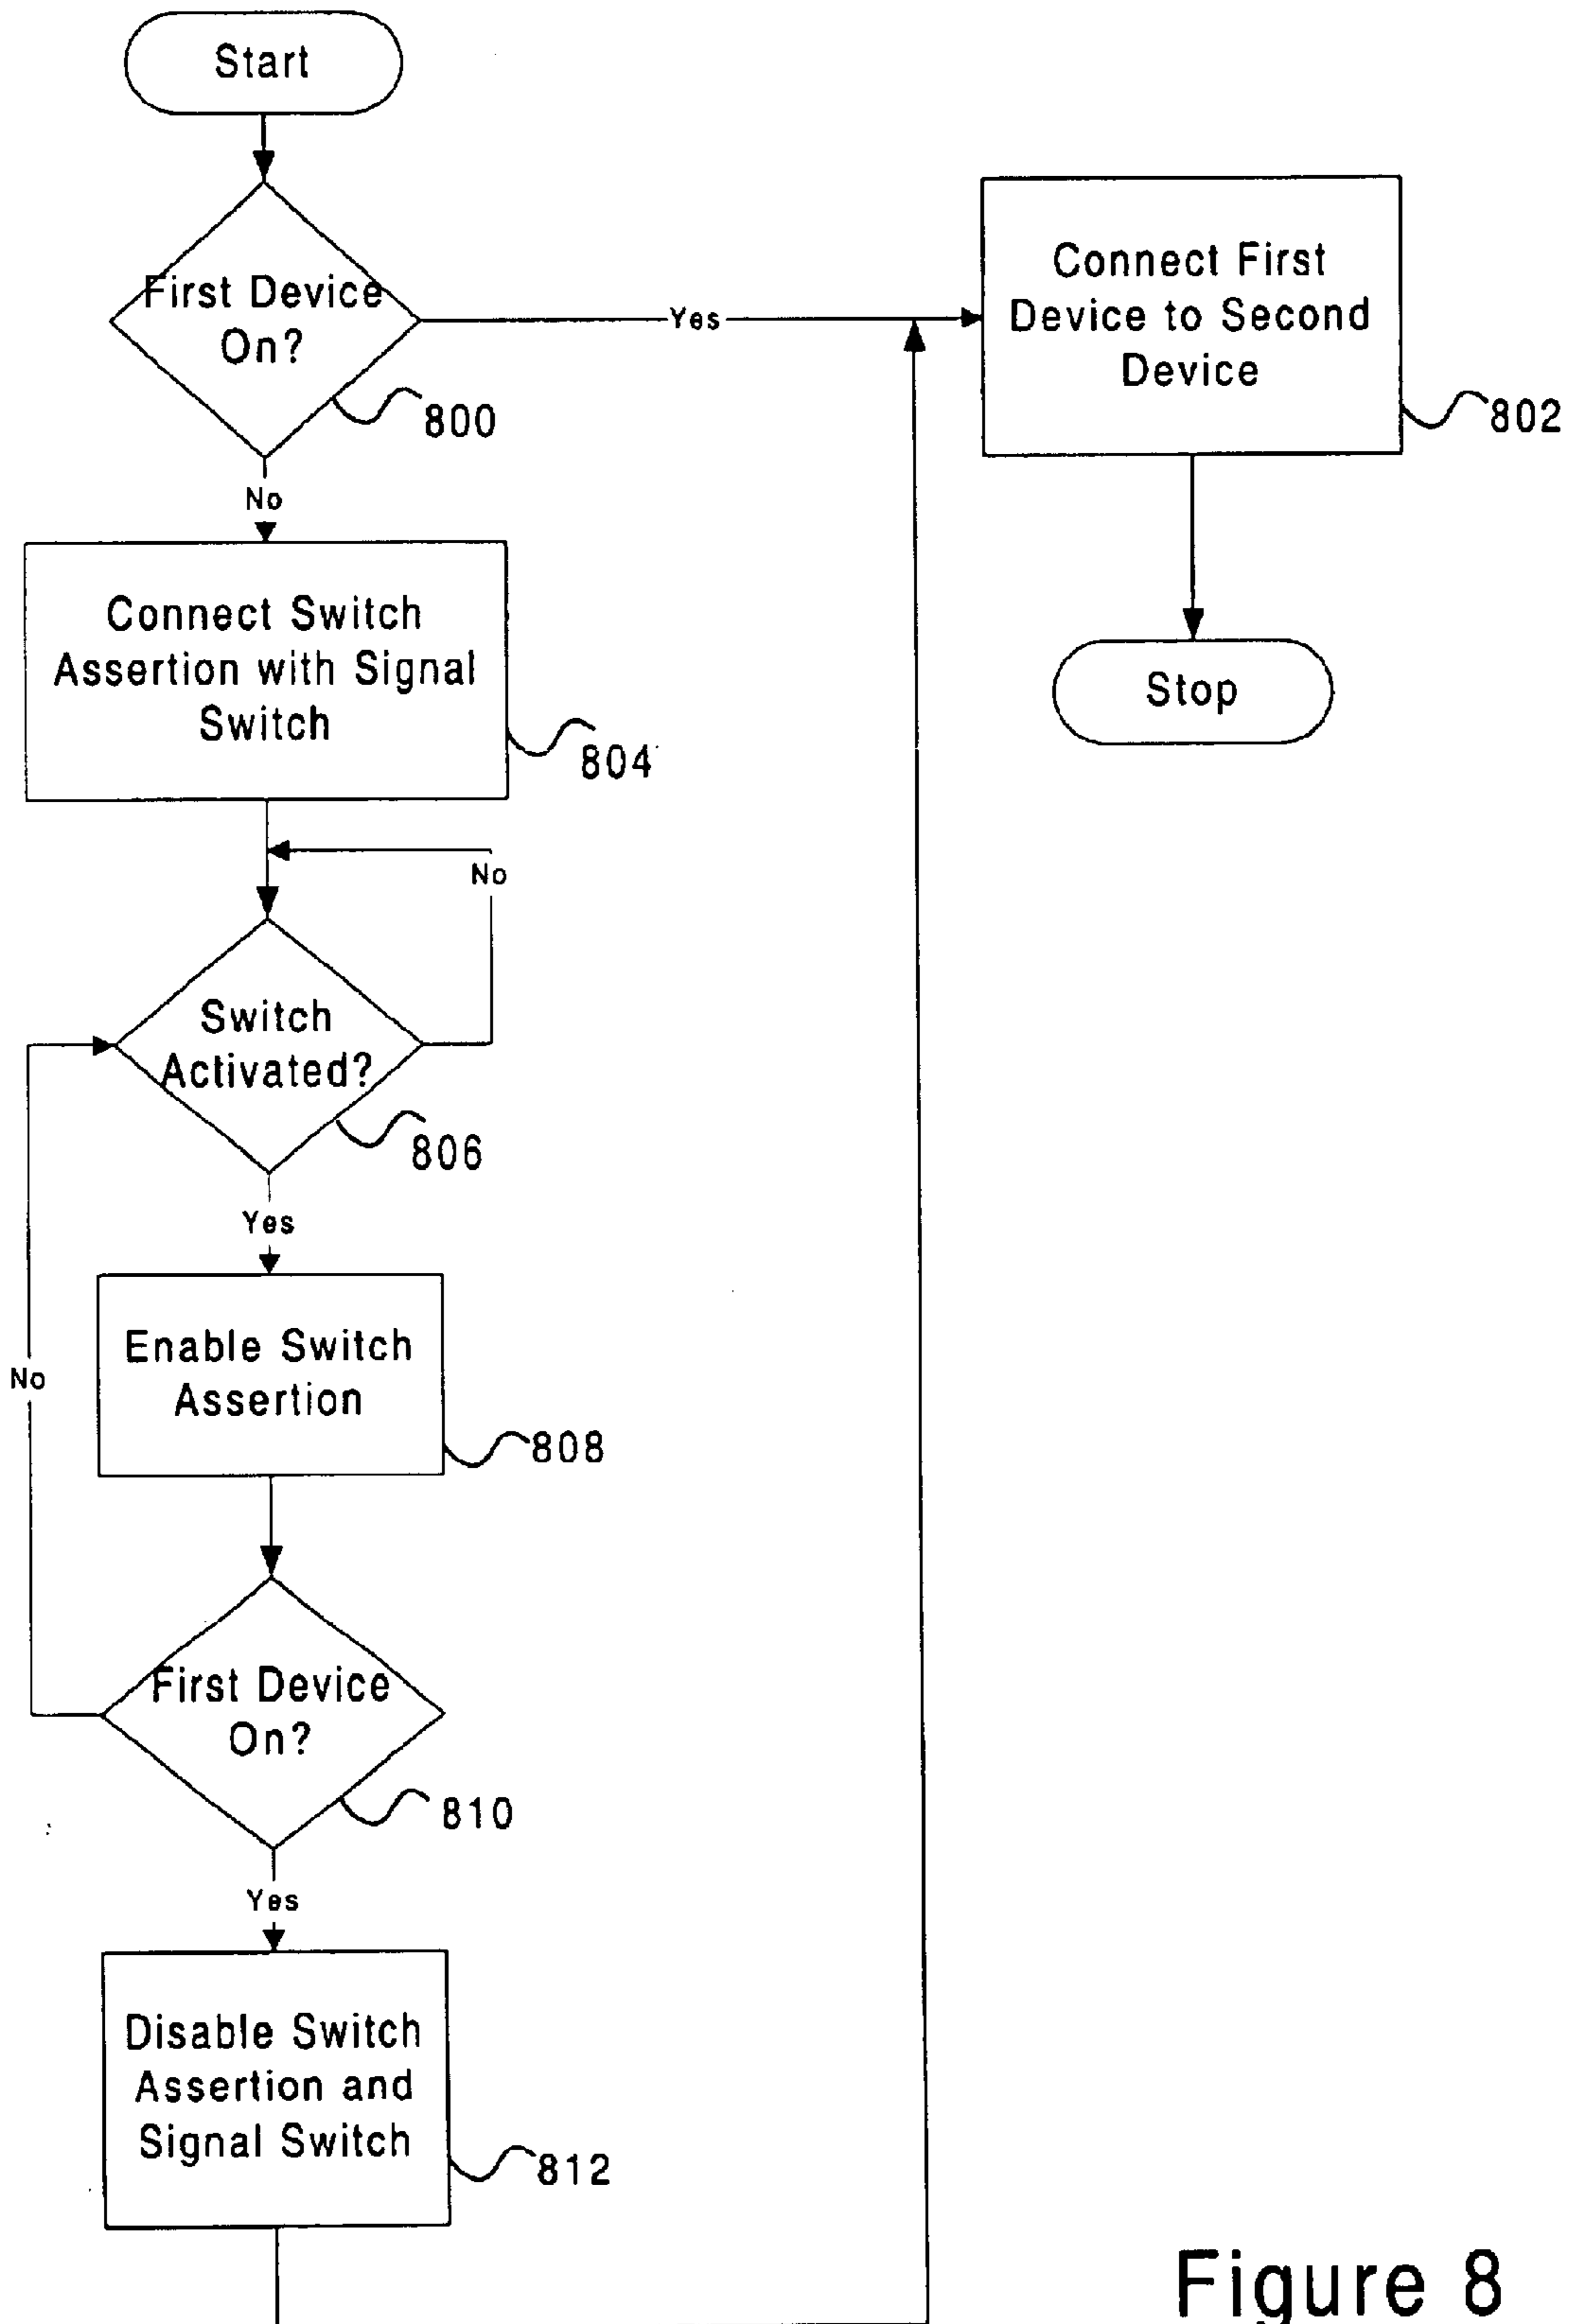 Start
First Device
On?
800
Yes
Connect First
Device to Second
Device
802
Stop
No
Connect Switch
Assertion with Signal
Switch
804
No
Switch
Activated?
806
Yes
Enable Switch
Assertion
808
No
First Device
On?
810
Yes
Disable Switch
Assertion and
Signal Switch
812
Figure 8